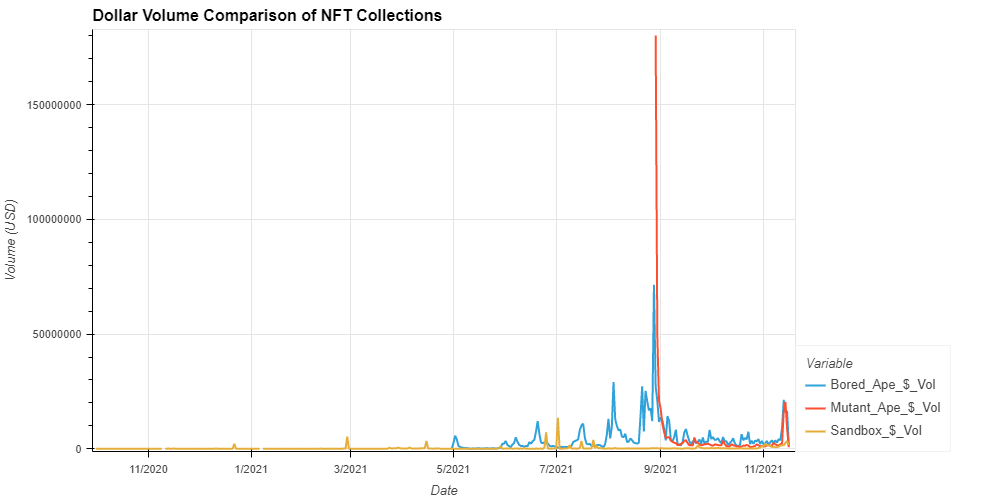 Dollar Volume Comparison of NFT Collections
Volume (USD)
150000000
100000000
50000000
0
11/2020 1/2021 3/2021 5/2021 7/2021 9/2021 11/2021
Date
Variable
Bored_Ape_$_Vol
Mutant_Ape_$_Vol
Sandbox_$_Vol